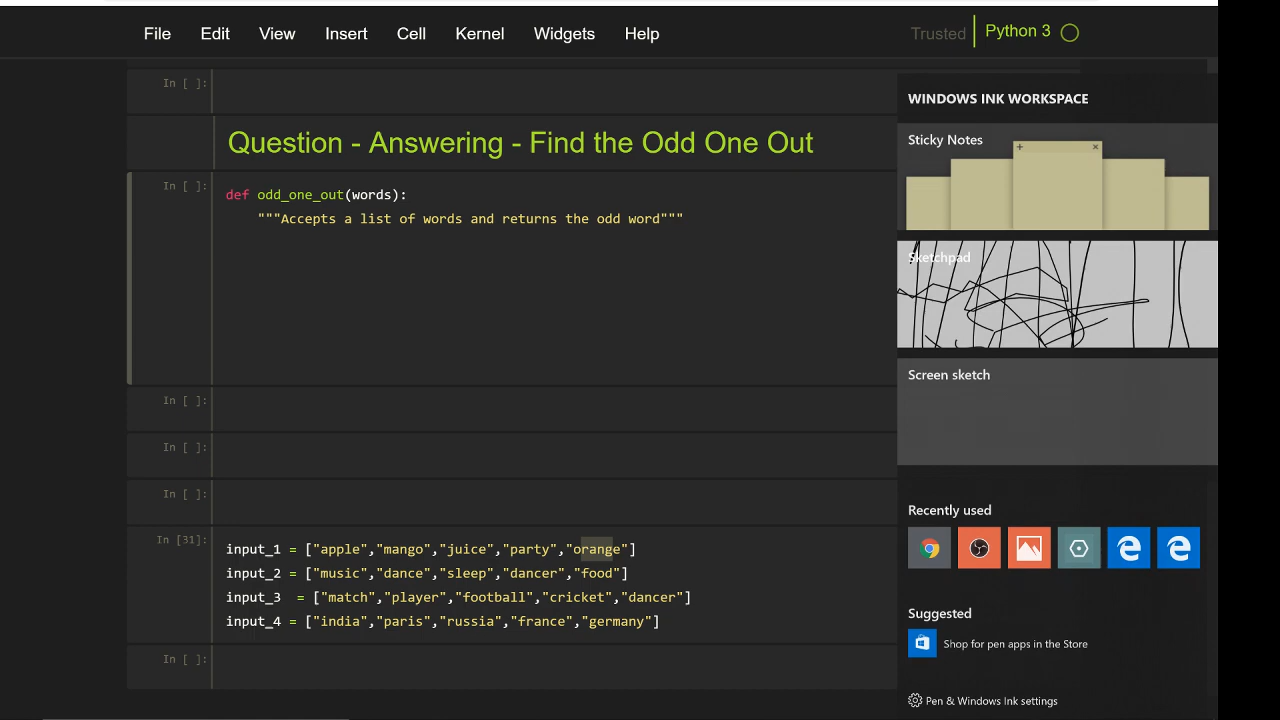 File Edit View Insert Cell Kernel Widgets Help Trusted Python 3
In [ ]:
Question - Answering - Find the Odd One Out
In [ ]:
def odd_one_out(words):
"""Accepts a list of words and returns the odd word"""
In [ ]:
In [ ]:
In [ ]:
In [31]:
input_1 = ["apple","mango","juice","party","orange"]
input_2 = ["music","dance","sleep","dancer","food"]
input_3  = ["match","player","football","cricket","dancer"]
input_4 = ["india","paris","russia","france","germany"]
In [ ]:
WINDOWS INK WORKSPACE
Sticky Notes
Sketchpad
Screen sketch
Recently used
Suggested
Shop for pen apps in the Store
Pen & Windows Ink settings